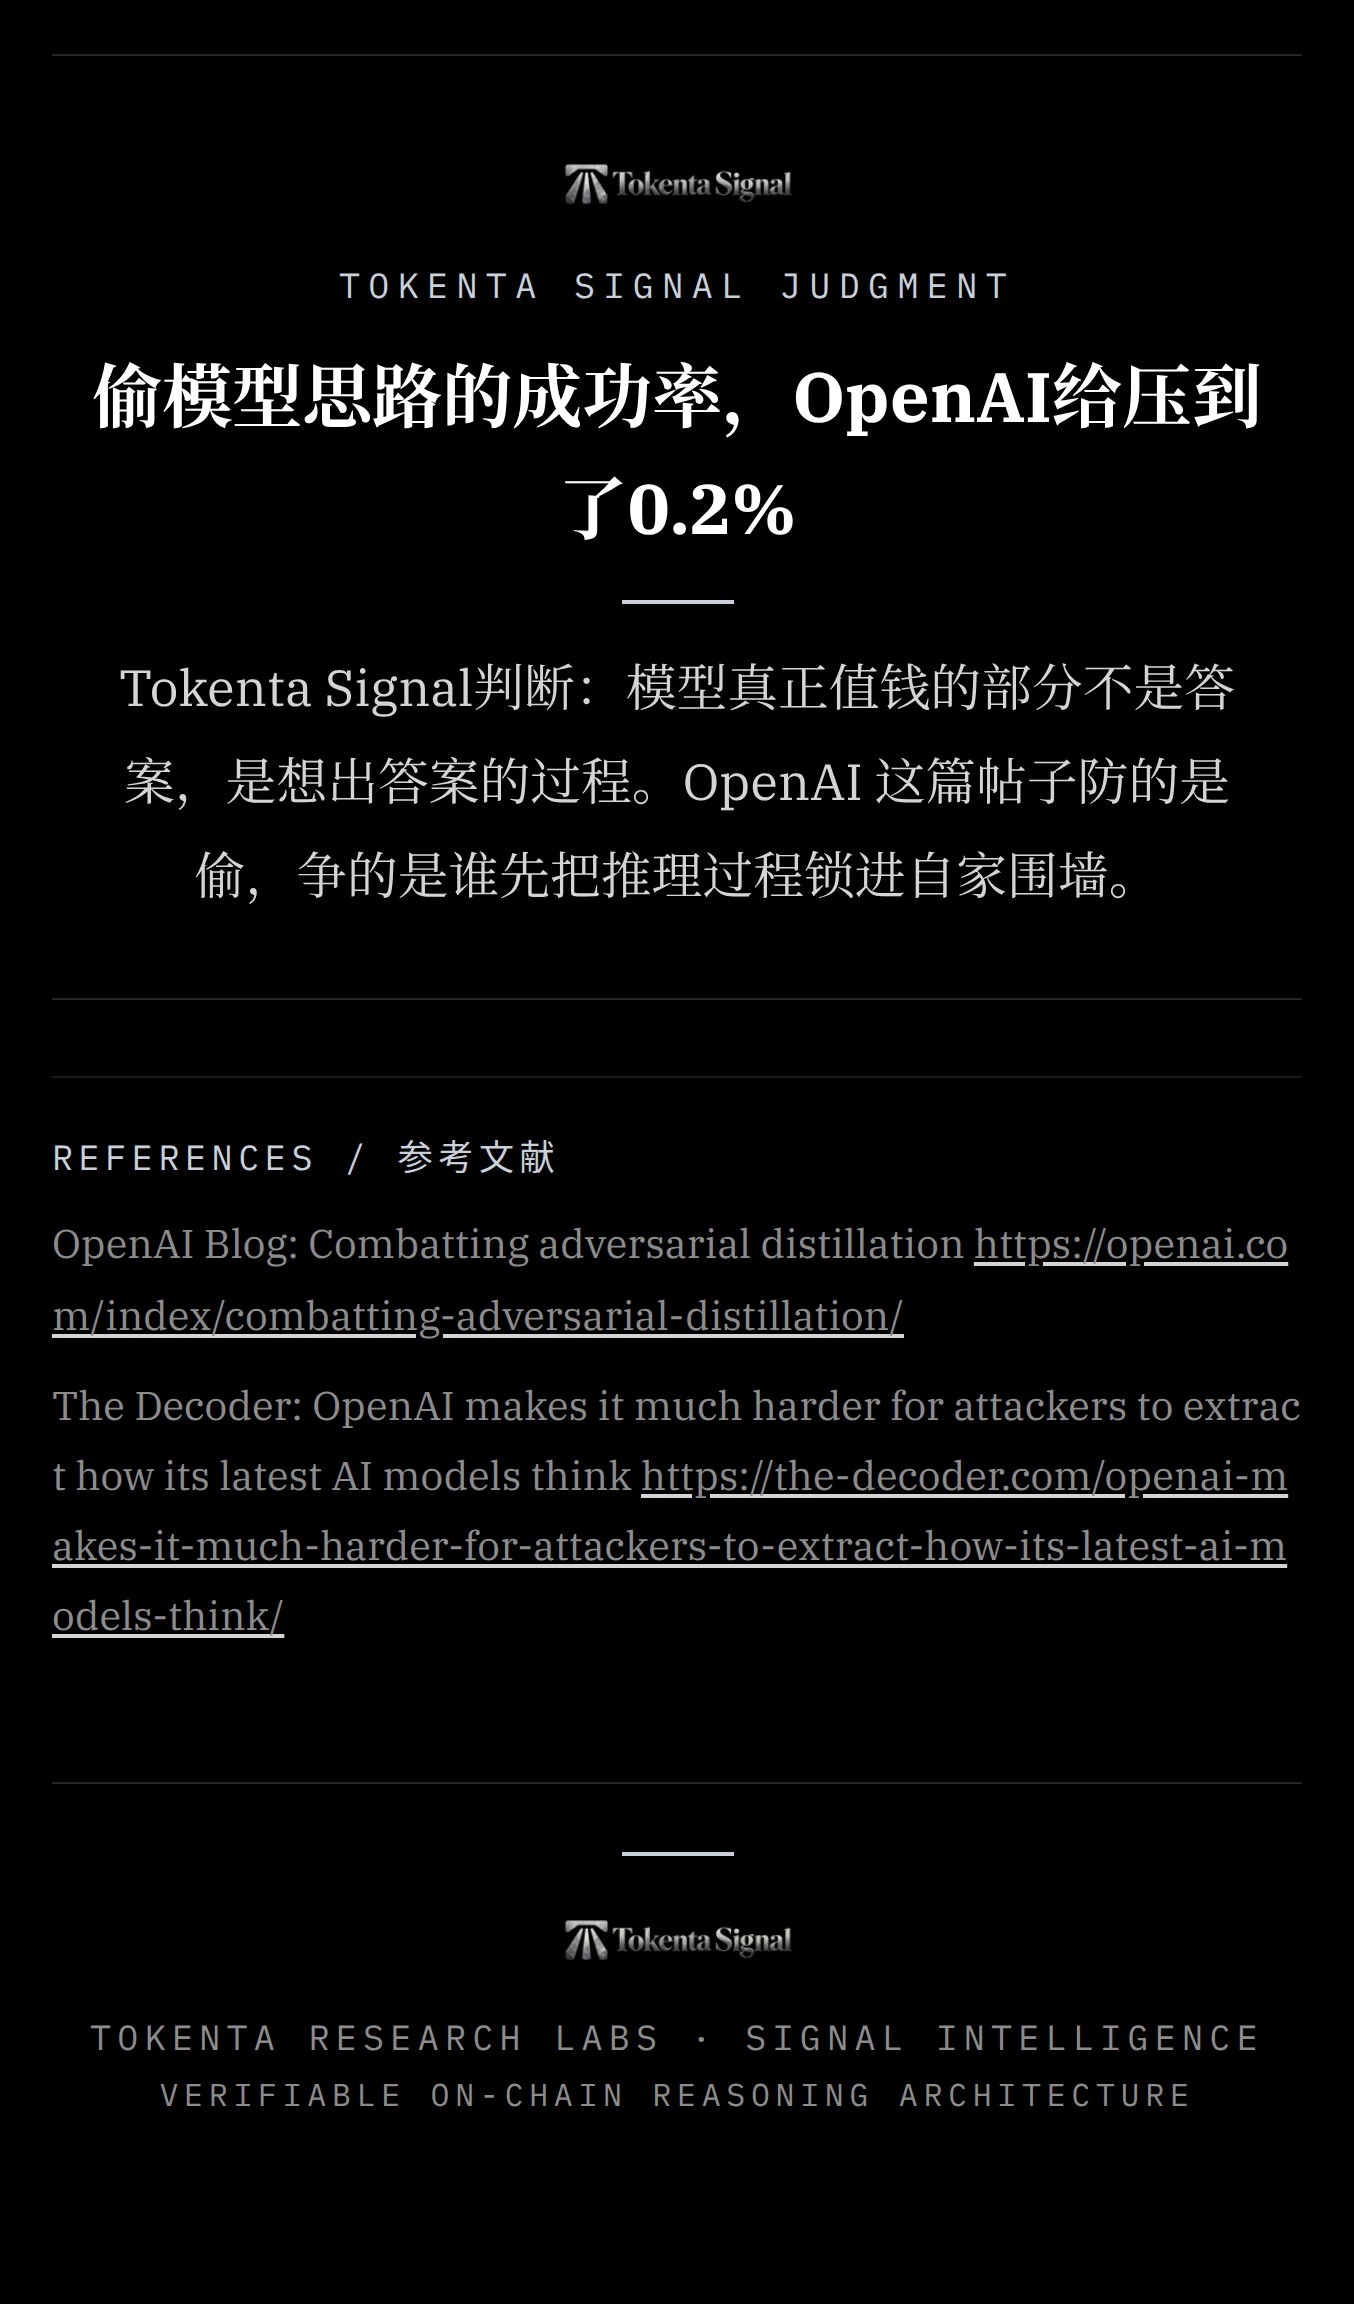 Tokenta Signal
TOKENTA SIGNAL JUDGMENT
偷模型思路的成功率，OpenAI给压到
了0.2%
Tokenta Signal判断：模型真正值钱的部分不是答
案，是想出答案的过程。OpenAI 这篇帖子防的是
偷，争的是谁先把推理过程锁进自家围墙。
REFERENCES / 参考文献
OpenAI Blog: Combatting adversarial distillation https://openai.co
m/index/combatting-adversarial-distillation/
The Decoder: OpenAI makes it much harder for attackers to extrac
t how its latest AI models think https://the-decoder.com/openai-m
akes-it-much-harder-for-attackers-to-extract-how-its-latest-ai-m
odels-think/
Tokenta Signal
TOKENTA RESEARCH LABS · SIGNAL INTELLIGENCE
VERIFIABLE ON-CHAIN REASONING ARCHITECTURE